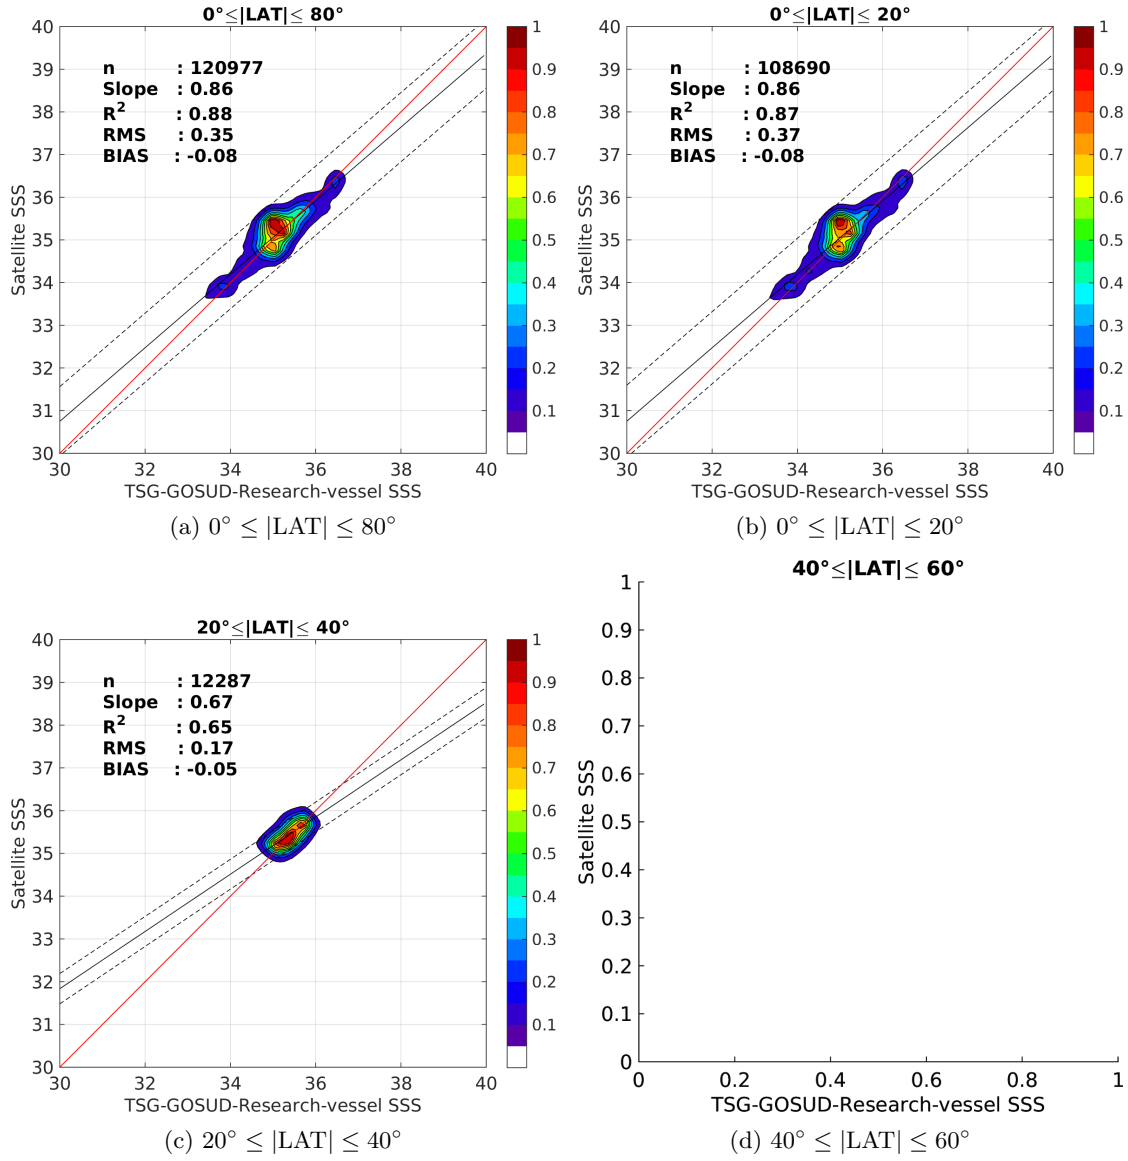 0°≤|LAT|≤ 80°
40
39
38
37
36
35
34
33
32
31
30
n : 120977
Slope : 0.86
R² : 0.88
RMS : 0.35
BIAS : -0.08
Satellite SSS
30 32 34 36 38 40
TSG-GOSUD-Research-vessel SSS
1
0.9
0.8
0.7
0.6
0.5
0.4
0.3
0.2
0.1
(a) 0° ≤ |LAT| ≤ 80°
0°≤|LAT|≤ 20°
40
39
38
37
36
35
34
33
32
31
30
n : 108690
Slope : 0.86
R² : 0.87
RMS : 0.37
BIAS : -0.08
Satellite SSS
30 32 34 36 38 40
TSG-GOSUD-Research-vessel SSS
1
0.9
0.8
0.7
0.6
0.5
0.4
0.3
0.2
0.1
(b) 0° ≤ |LAT| ≤ 20°
20°≤|LAT|≤ 40°
40
39
38
37
36
35
34
33
32
31
30
n : 12287
Slope : 0.67
R² : 0.65
RMS : 0.17
BIAS : -0.05
Satellite SSS
30 32 34 36 38 40
TSG-GOSUD-Research-vessel SSS
1
0.9
0.8
0.7
0.6
0.5
0.4
0.3
0.2
0.1
(c) 20° ≤ |LAT| ≤ 40°
40°≤|LAT|≤ 60°
1
0.9
0.8
0.7
0.6
0.5
0.4
0.3
0.2
0.1
0
Satellite SSS
0 0.2 0.4 0.6 0.8 1
TSG-GOSUD-Research-vessel SSS
(d) 40° ≤ |LAT| ≤ 60°